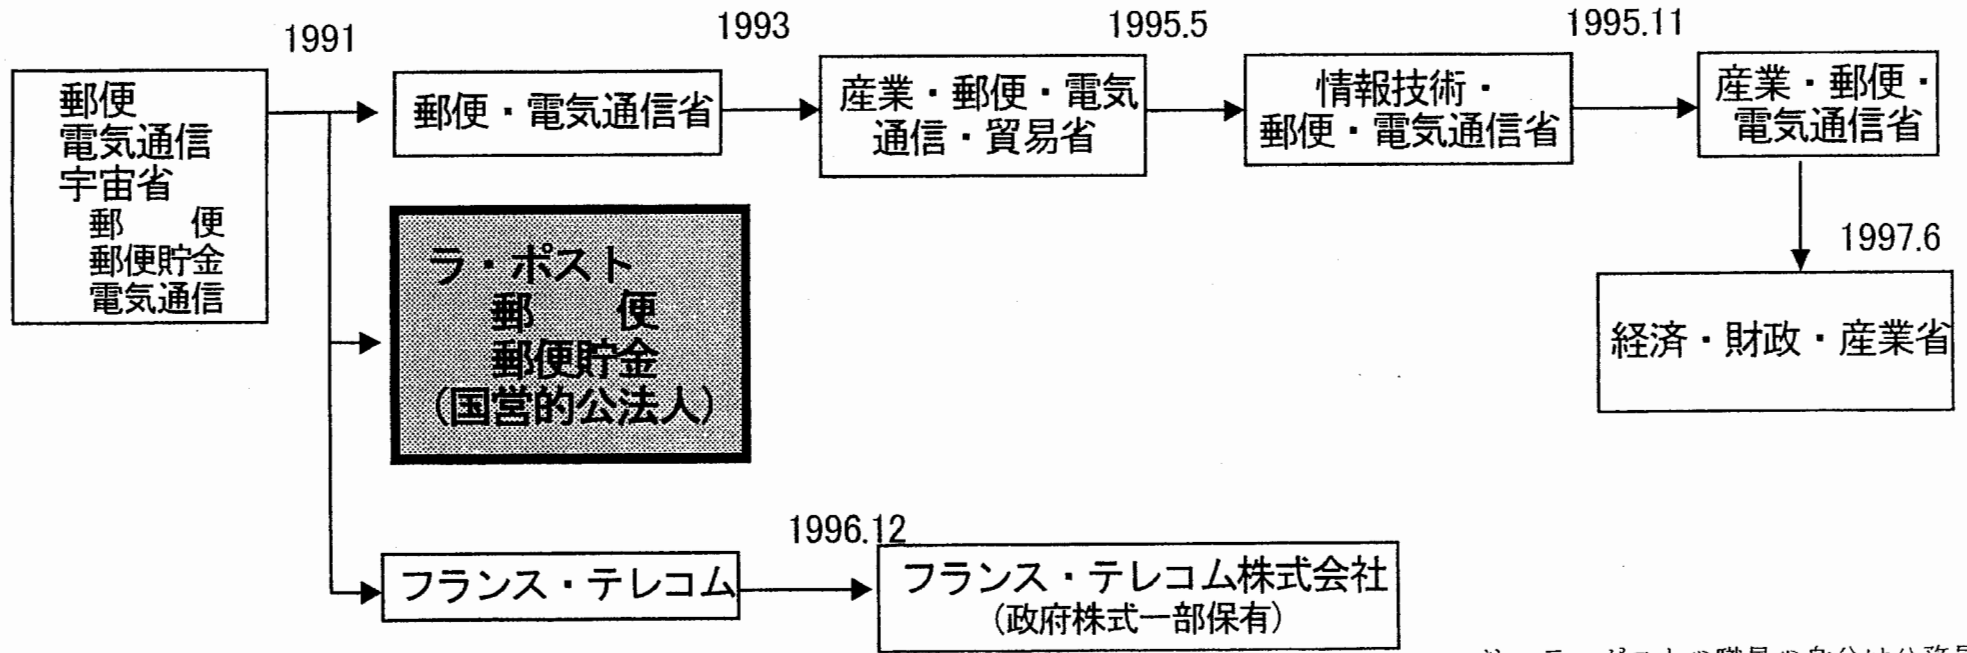 1991
1993
1995.5
1995.11
郵便
電気通信
宇宙省
郵　　便
郵便貯金
電気通信
郵便・電気通信省
産業・郵便・電気
通信・貿易省
情報技術・
郵便・電気通信省
産業・郵便・
電気通信省
1997.6
経済・財政・産業省
ラ・ポスト
郵　　便
郵便貯金
(国営的公法人)
フランス・テレコム
1996.12
フランス・テレコム株式会社
(政府株式一部保有)